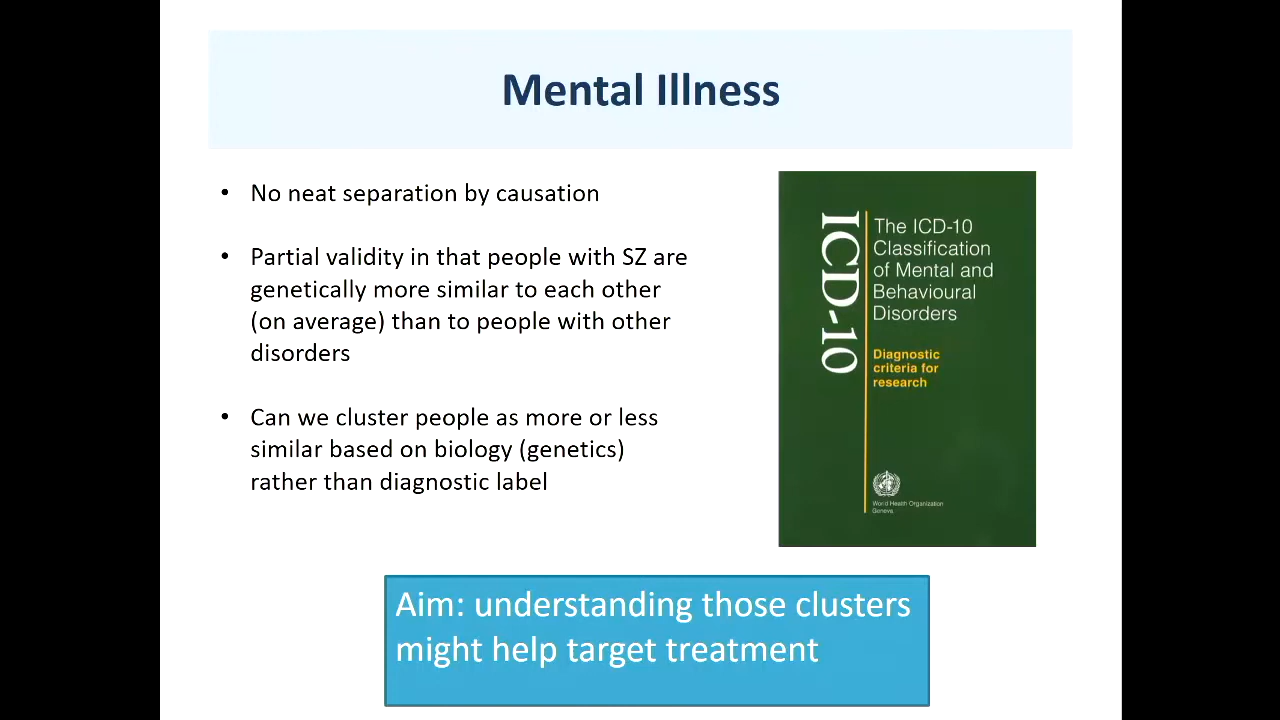 Mental Illness
• No neat separation by causation
• Partial validity in that people with SZ are
genetically more similar to each other
(on average) than to people with other
disorders
• Can we cluster people as more or less
similar based on biology (genetics)
rather than diagnostic label
ICD-10
The ICD-10
Classification
of Mental and
Behavioural
Disorders
Diagnostic
criteria for
research
World Health Organization
Geneva
Aim: understanding those clusters
might help target treatment